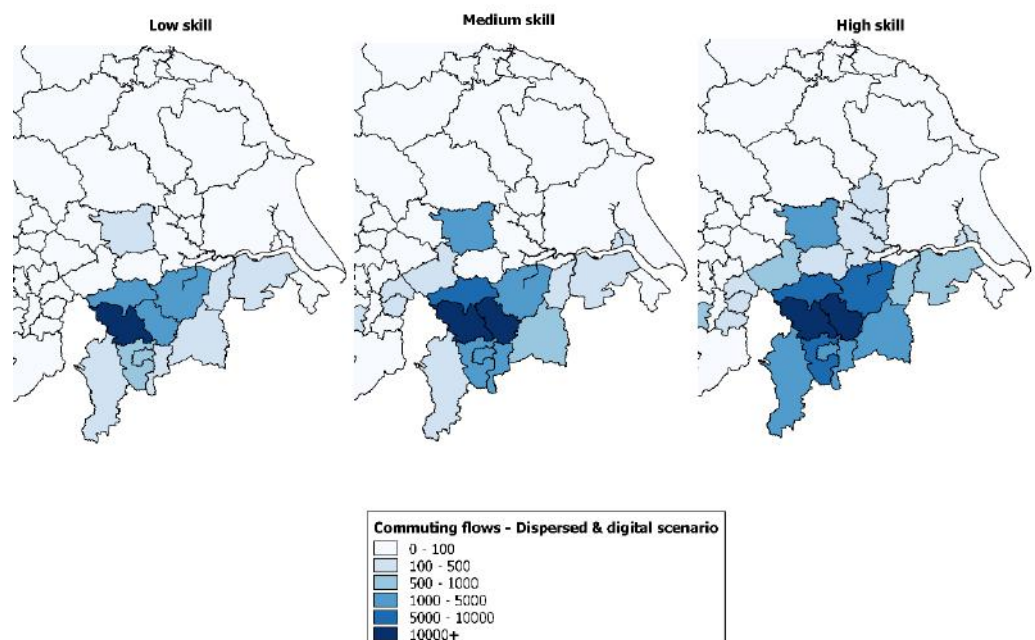 Low skill
Medium skill
High skill
Commuting flows - Dispersed & digital scenario
0 - 100
100 - 500
500 - 1000
1000 - 5000
5000 - 10000
10000+